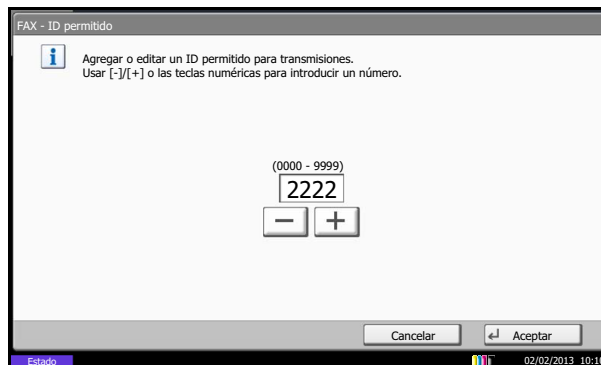 FAX - ID permitido
Agregar o editar un ID permitido para transmisiones.
Usar [-]/[+] o las teclas numéricas para introducir un número.
(0000 - 9999)
2222
− +
Cancelar Aceptar
Estado 02/02/2013 10:10